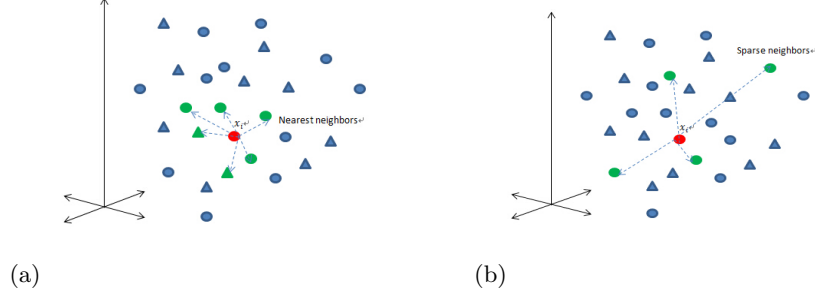 Sparse neighbors↵
Nearest neighbors↵
x_i↵
x_i↵
(a)
(b)